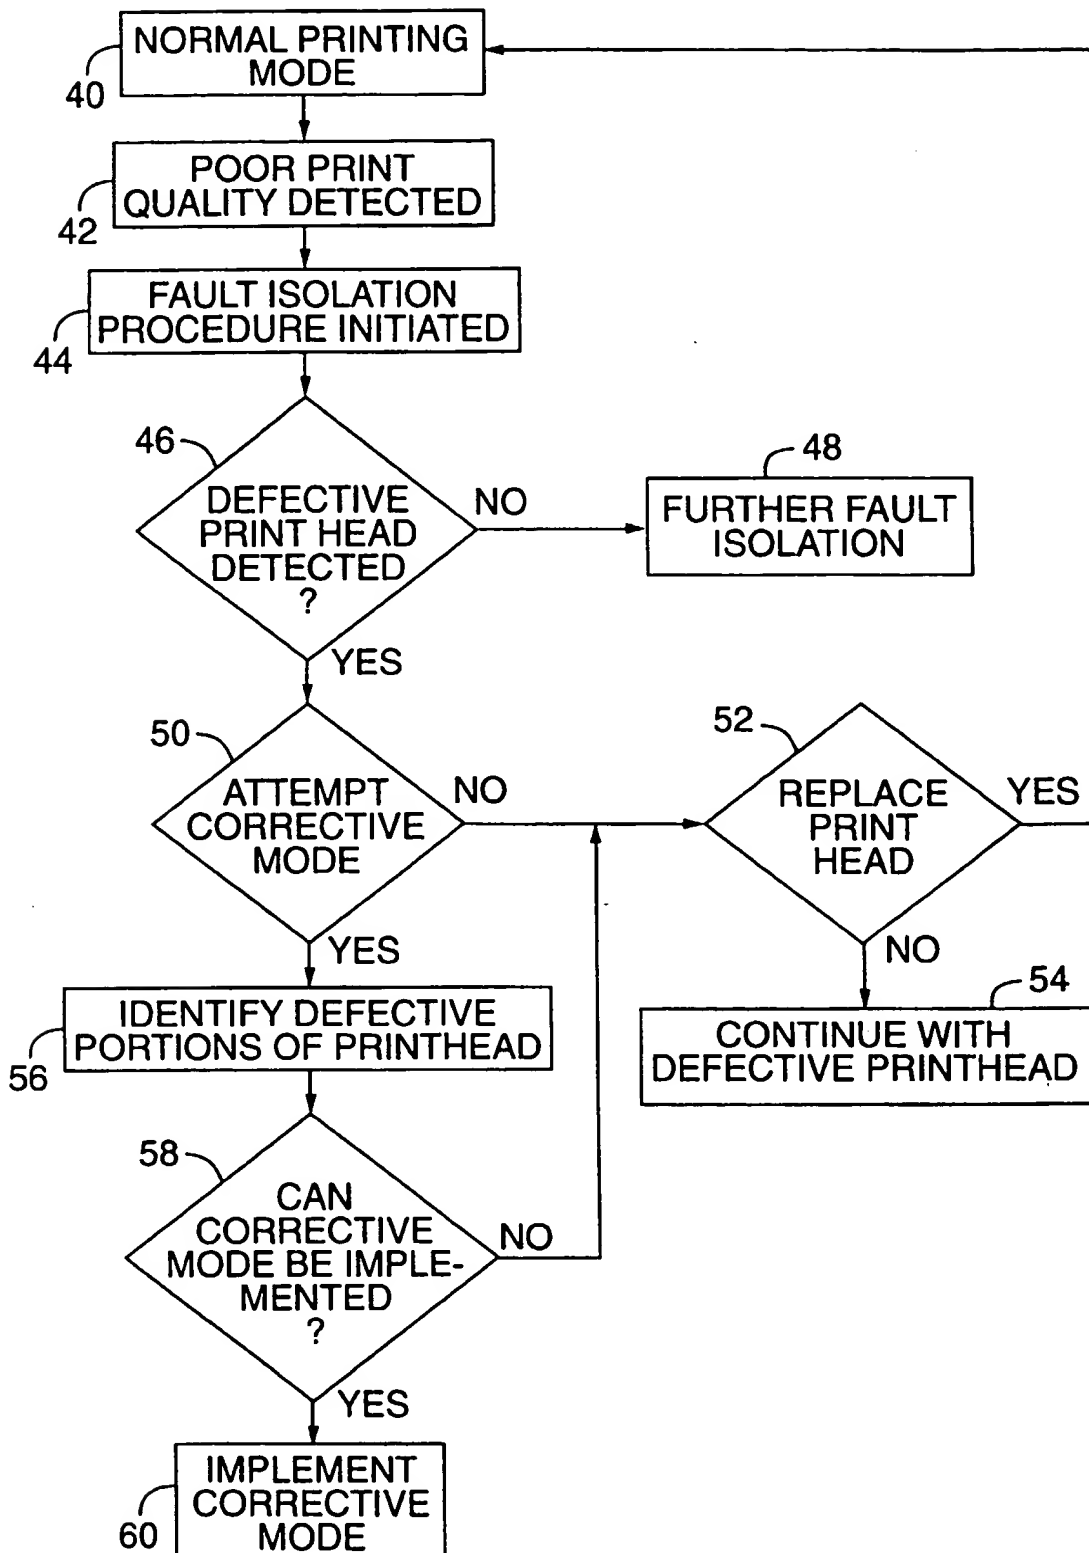 NORMAL PRINTING
MODE
40
POOR PRINT
QUALITY DETECTED
42
FAULT ISOLATION
PROCEDURE INITIATED
44
46
DEFECTIVE
PRINT HEAD
DETECTED
?
NO
48
FURTHER FAULT
ISOLATION
YES
50
ATTEMPT
CORRECTIVE
MODE
NO
52
REPLACE
PRINT
HEAD
YES
YES
NO
54
CONTINUE WITH
DEFECTIVE PRINTHEAD
IDENTIFY DEFECTIVE
PORTIONS OF PRINTHEAD
56
58
CAN
CORRECTIVE
MODE BE IMPLE-
MENTED
?
NO
YES
IMPLEMENT
CORRECTIVE
MODE
60